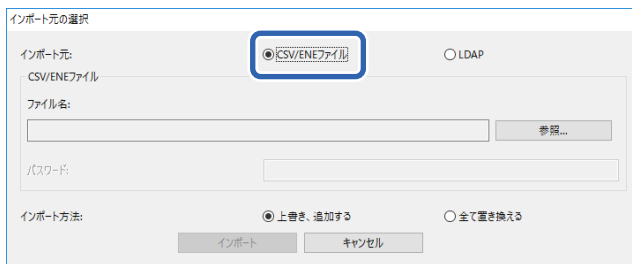 インポート元の選択
インポート元: CSV/ENEファイル LDAP
CSV/ENEファイル
ファイル名:
参照...
パスワード:
インポート方法: 上書き、追加する 全て置き換える
インポート キャンセル